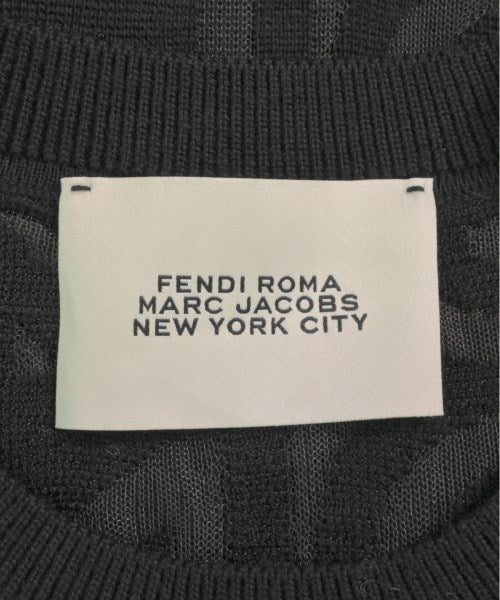 FENDI ROMA
MARC JACOBS
NEW YORK CITY